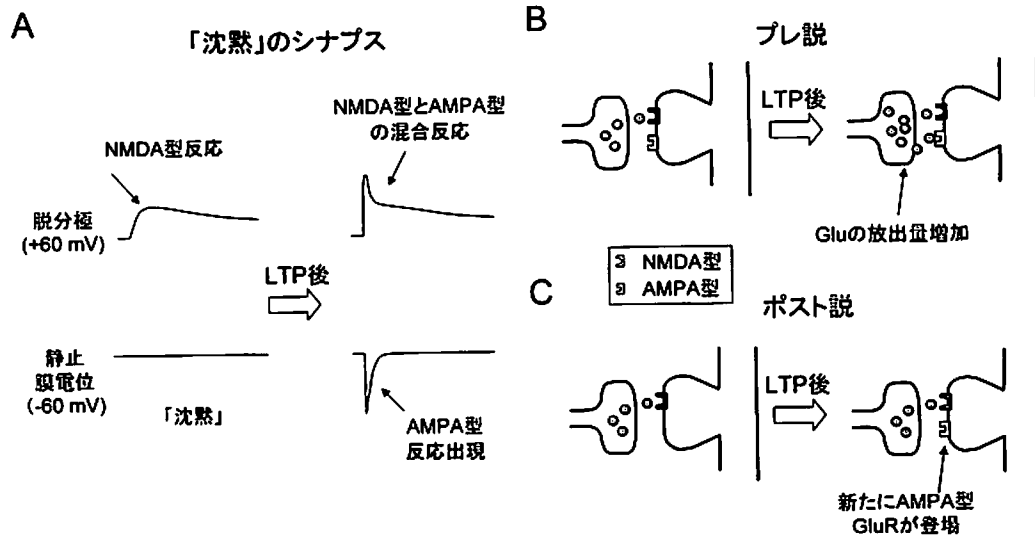 A
「沈黙」のシナプス
NMDA型反応
NMDA型とAMPA型
の混合反応
脱分極
(+60 mV)
LTP後
静止
膜電位
(-60 mV)
「沈黙」
AMPA型
反応出現
B
プレ説
LTP後
Gluの放出量増加
NMDA型
AMPA型
C
ポスト説
LTP後
新たにAMPA型
GluRが登場